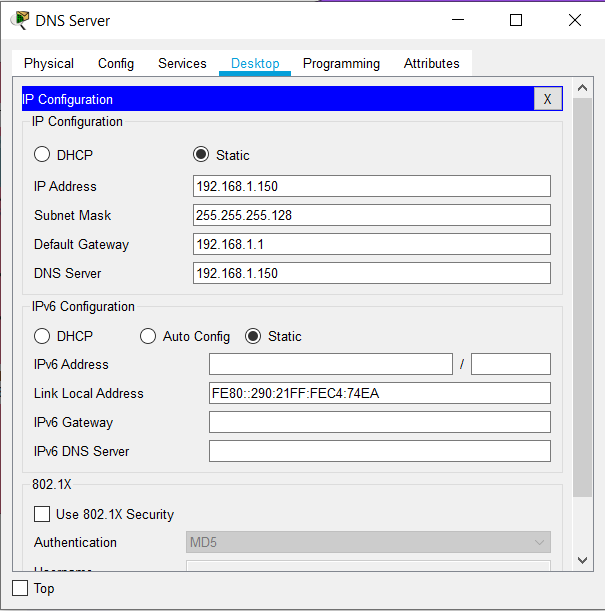 DNS Server
Physical Config Services Desktop Programming Attributes
IP Configuration X
IP Configuration
DHCP Static
IP Address 192.168.1.150
Subnet Mask 255.255.255.128
Default Gateway 192.168.1.1
DNS Server 192.168.1.150
IPv6 Configuration
DHCP Auto Config Static
IPv6 Address /
Link Local Address FE80::290:21FF:FEC4:74EA
IPv6 Gateway
IPv6 DNS Server
802.1X
Use 802.1X Security
Authentication MD5
Username
Top